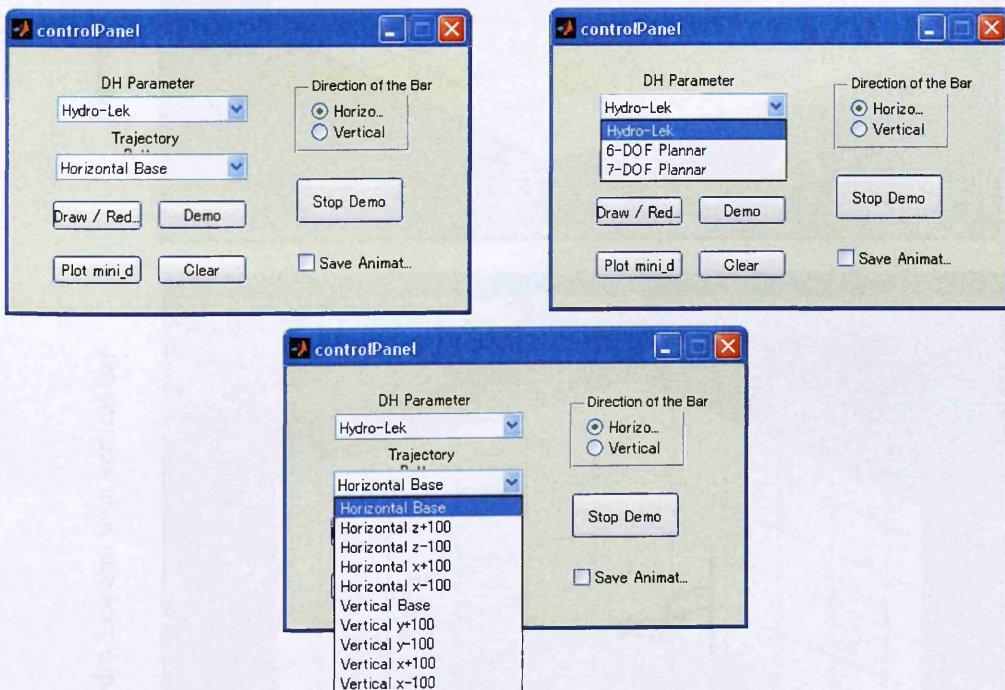 controlPanel
DH Parameter
Hydro-Lek
Trajectory
Horizontal Base
Draw / Red...
Demo
Plot mini_d
Clear
Direction of the Bar
Horizo...
Vertical
Stop Demo
Save Animat...
controlPanel
DH Parameter
Hydro-Lek
Hydro-Lek
6-DOF Plannar
7-DOF Plannar
Draw / Red...
Demo
Plot mini_d
Clear
Direction of the Bar
Horizo...
Vertical
Stop Demo
Save Animat...
controlPanel
DH Parameter
Hydro-Lek
Trajectory
Horizontal Base
Horizontal Base
Horizontal z+100
Horizontal z-100
Horizontal x+100
Horizontal x-100
Vertical Base
Vertical y+100
Vertical y-100
Vertical x+100
Vertical x-100
Direction of the Bar
Horizo...
Vertical
Stop Demo
Save Animat...